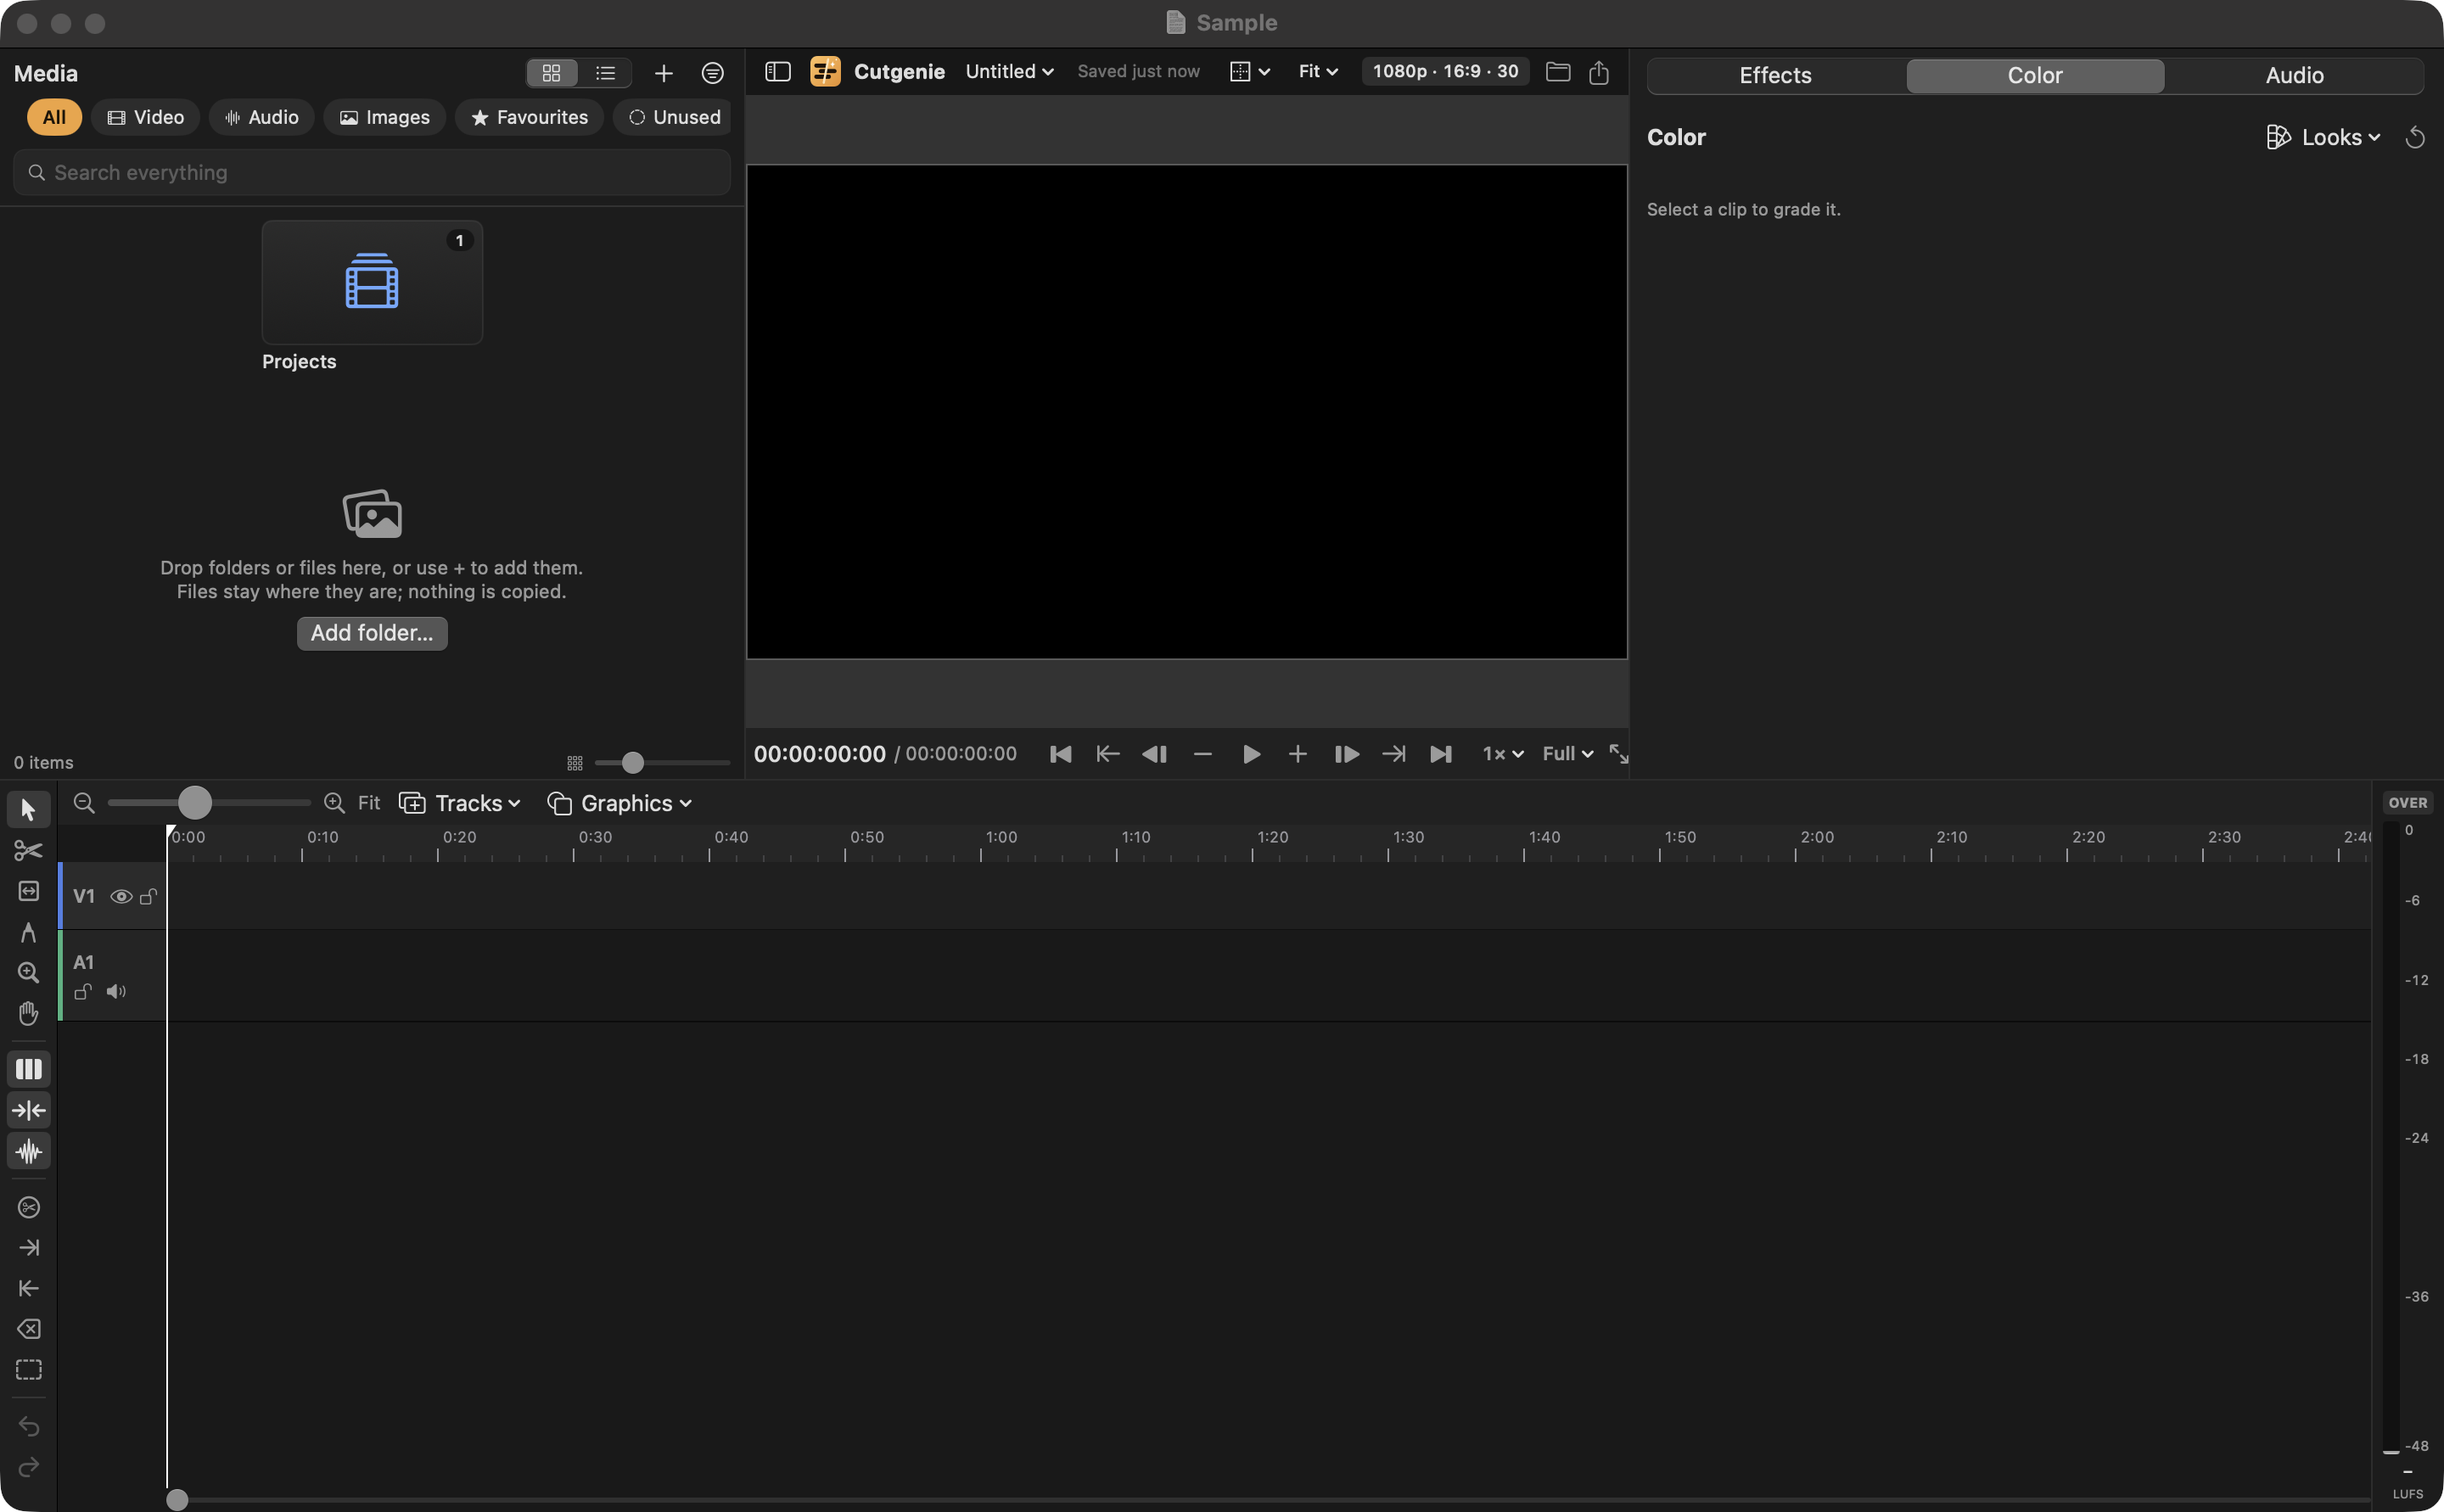 Sample
Media
Cutgenie Untitled Saved just now Fit 1080p · 16:9 · 30
Effects Color Audio
All Video Audio Images Favourites Unused
Search everything
Color Looks
Select a clip to grade it.
1
Projects
Drop folders or files here, or use + to add them.
Files stay where they are; nothing is copied.
Add folder...
0 items
00:00:00:00 / 00:00:00:00 1× Full
Fit Tracks Graphics
OVER
0:00 0:10 0:20 0:30 0:40 0:50 1:00 1:10 1:20 1:30 1:40 1:50 2:00 2:10 2:20 2:30
0
-6
-12
-18
-24
-36
-48
V1
A1
LUFS